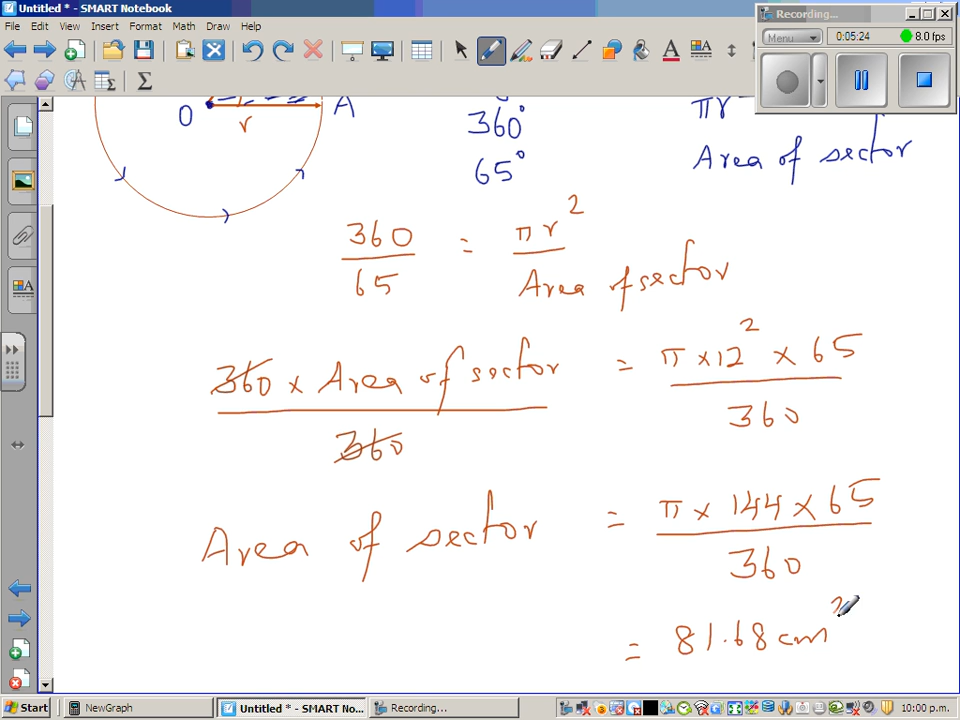 Untitled * - SMART Notebook
File Edit View Insert Format Math Draw Help
Recording...
Menu 0:05:24 8.0 fps
O r A
360° πr
65° Area of sector
360 = πr²
65 Area of sector
360 × Area of sector = π × 12² × 65
360 360
Area of sector = π × 144 × 65
360
= 81.68 cm²
Start NewGraph Untitled * - SMART No... Recording... 10:00 p.m.